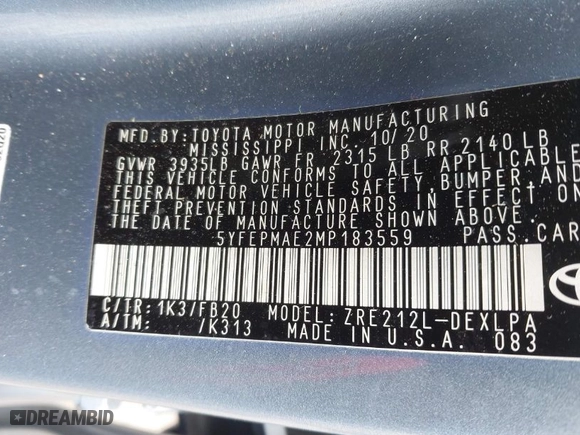 MFD. BY: TOYOTA MOTOR MANUFACTURING
MISSISSIPPI INC. 10/20
GVWR 3935LB GAWR FR. 2315 LB RR 2140 LB
THIS VEHICLE CONFORMS TO ALL APPLICABLE
FEDERAL MOTOR VEHICLE SAFETY, BUMPER, AND
THEFT PREVENTION STANDARDS IN EFFECT ON
THE DATE OF MANUFACTURE SHOWN ABOVE.
5YFEPMAE2MP183559 PASS. CAR
C/TR: 1K3/FB20 MODEL: ZRE212L-DEXLPA
A/TM: /K313 MADE IN U.S.A. 083
DREAMBID